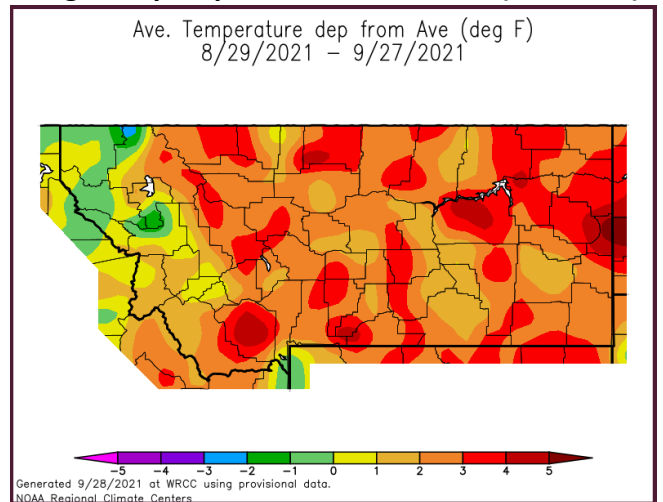 Ave. Temperature dep from Ave (deg F)
8/29/2021 – 9/27/2021
-5 -4 -3 -2 -1 0 1 2 3 4 5
Generated 9/28/2021 at WRCC using provisional data.
NOAA Regional Climate Centers